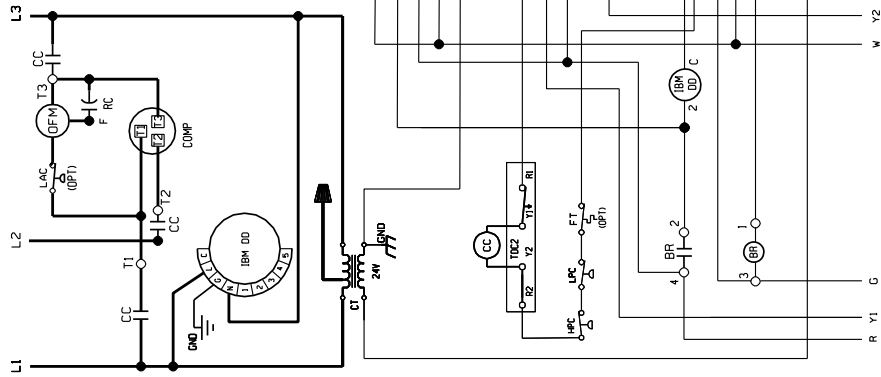 L3
CC
T3
OFM
RC
F
LAC
(OPT)
T1
T3
T2
COMP
T2
CC
L2
T1
CC
L1
IBM DD
C
L
G
N
1
2
3
4
5
GND
GND
24V
CT
R1
Y1
CC
TDC2
Y2
R2
FT
(OPT)
LPC
HPC
C
IBM
DD
2
2
BR
4
1
BR
3
Y2
W
G
Y1
R